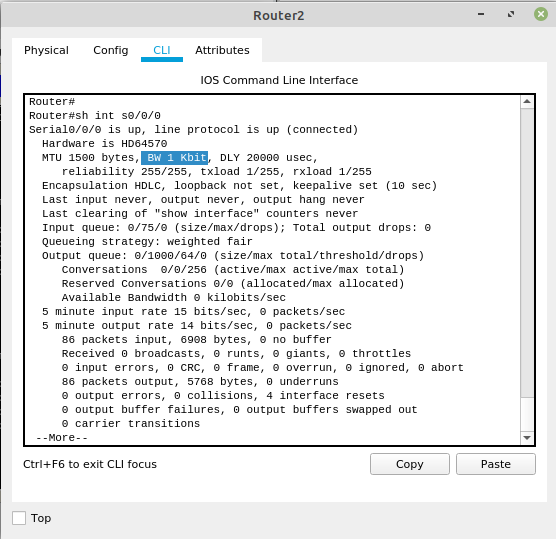 Router2
Physical Config CLI Attributes
IOS Command Line Interface
Router#
Router#sh int s0/0/0
Serial0/0/0 is up, line protocol is up (connected)
Hardware is HD64570
MTU 1500 bytes, BW 1 Kbit, DLY 20000 usec,
reliability 255/255, txload 1/255, rxload 1/255
Encapsulation HDLC, loopback not set, keepalive set (10 sec)
Last input never, output never, output hang never
Last clearing of "show interface" counters never
Input queue: 0/75/0 (size/max/drops); Total output drops: 0
Queueing strategy: weighted fair
Output queue: 0/1000/64/0 (size/max total/threshold/drops)
Conversations  0/0/256 (active/max active/max total)
Reserved Conversations 0/0 (allocated/max allocated)
Available Bandwidth 0 kilobits/sec
5 minute input rate 15 bits/sec, 0 packets/sec
5 minute output rate 14 bits/sec, 0 packets/sec
86 packets input, 6908 bytes, 0 no buffer
Received 0 broadcasts, 0 runts, 0 giants, 0 throttles
0 input errors, 0 CRC, 0 frame, 0 overrun, 0 ignored, 0 abort
86 packets output, 5768 bytes, 0 underruns
0 output errors, 0 collisions, 4 interface resets
0 output buffer failures, 0 output buffers swapped out
0 carrier transitions
--More--
Ctrl+F6 to exit CLI focus Copy Paste
Top